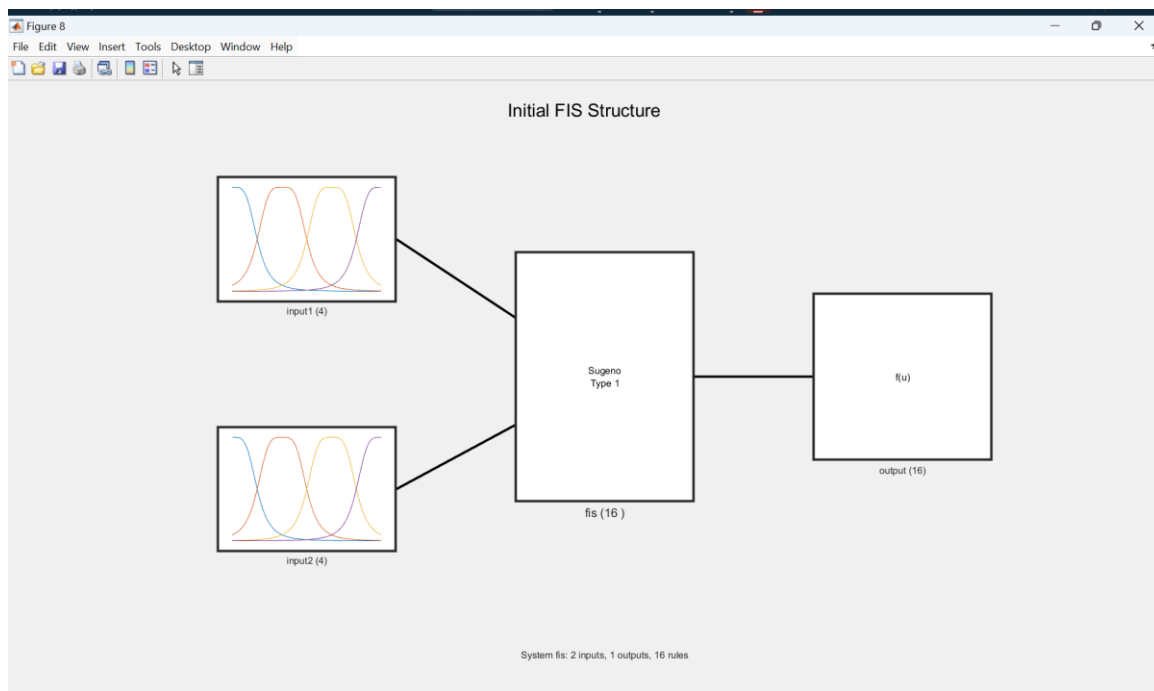 Figure 8
File Edit View Insert Tools Desktop Window Help
Initial FIS Structure
input1 (4)
Sugeno
Type 1
f(u)
output (16)
fis (16 )
input2 (4)
System fis: 2 inputs, 1 outputs, 16 rules